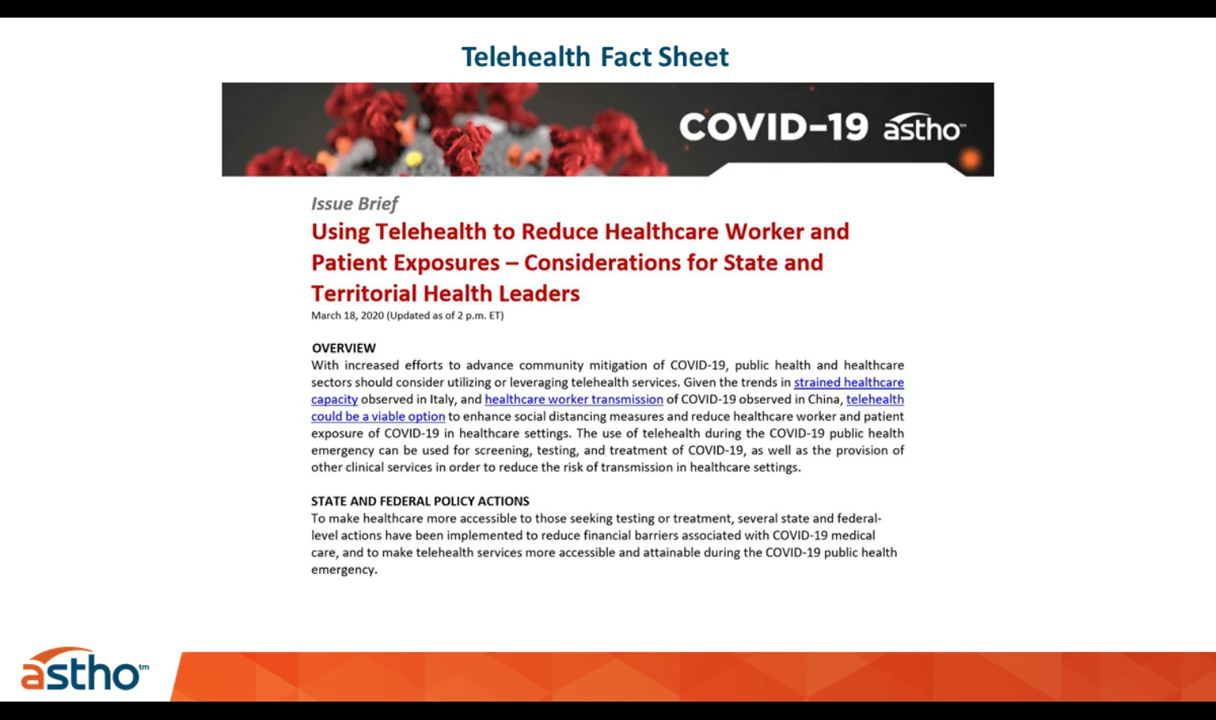 Telehealth Fact Sheet
COVID-19 astho™
Issue Brief
Using Telehealth to Reduce Healthcare Worker and
Patient Exposures – Considerations for State and
Territorial Health Leaders
March 18, 2020 (Updated as of 2 p.m. ET)
OVERVIEW
With increased efforts to advance community mitigation of COVID-19, public health and healthcare
sectors should consider utilizing or leveraging telehealth services. Given the trends in strained healthcare
capacity observed in Italy, and healthcare worker transmission of COVID-19 observed in China, telehealth
could be a viable option to enhance social distancing measures and reduce healthcare worker and patient
exposure of COVID-19 in healthcare settings. The use of telehealth during the COVID-19 public health
emergency can be used for screening, testing, and treatment of COVID-19, as well as the provision of
other clinical services in order to reduce the risk of transmission in healthcare settings.
STATE AND FEDERAL POLICY ACTIONS
To make healthcare more accessible to those seeking testing or treatment, several state and federal-
level actions have been implemented to reduce financial barriers associated with COVID-19 medical
care, and to make telehealth services more accessible and attainable during the COVID-19 public health
emergency.
astho™